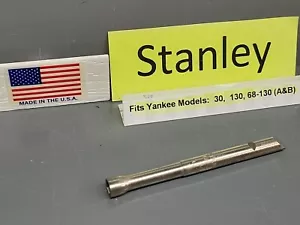 Stanley
MADE IN THE U.S.A.
Fits Yankee Models: 30, 130, 68-130 (A&B)